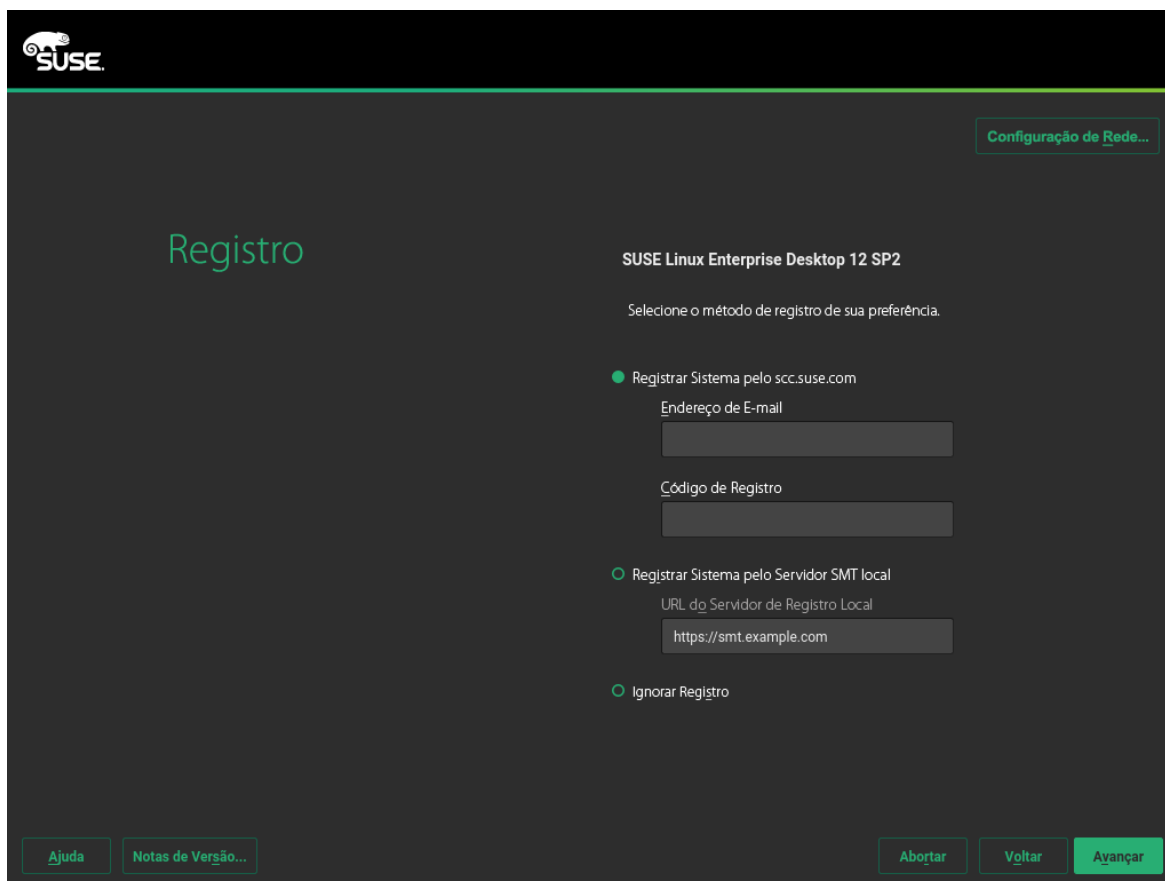 SUSE.
Configuração de Rede...
Registro
SUSE Linux Enterprise Desktop 12 SP2
Selecione o método de registro de sua preferência.
Registrar Sistema pelo scc.suse.com
Endereço de E-mail
Código de Registro
Registrar Sistema pelo Servidor SMT local
URL do Servidor de Registro Local
https://smt.example.com
Ignorar Registro
Ajuda
Notas de Versão...
Abortar
Voltar
Avançar